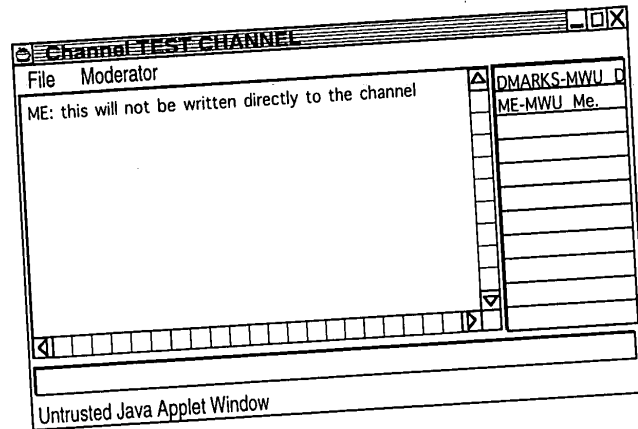 Channel TEST CHANNEL
File Moderator
ME: this will not be written directly to the channel
DMARKS-MWU D
ME-MWU Me.
Untrusted Java Applet Window